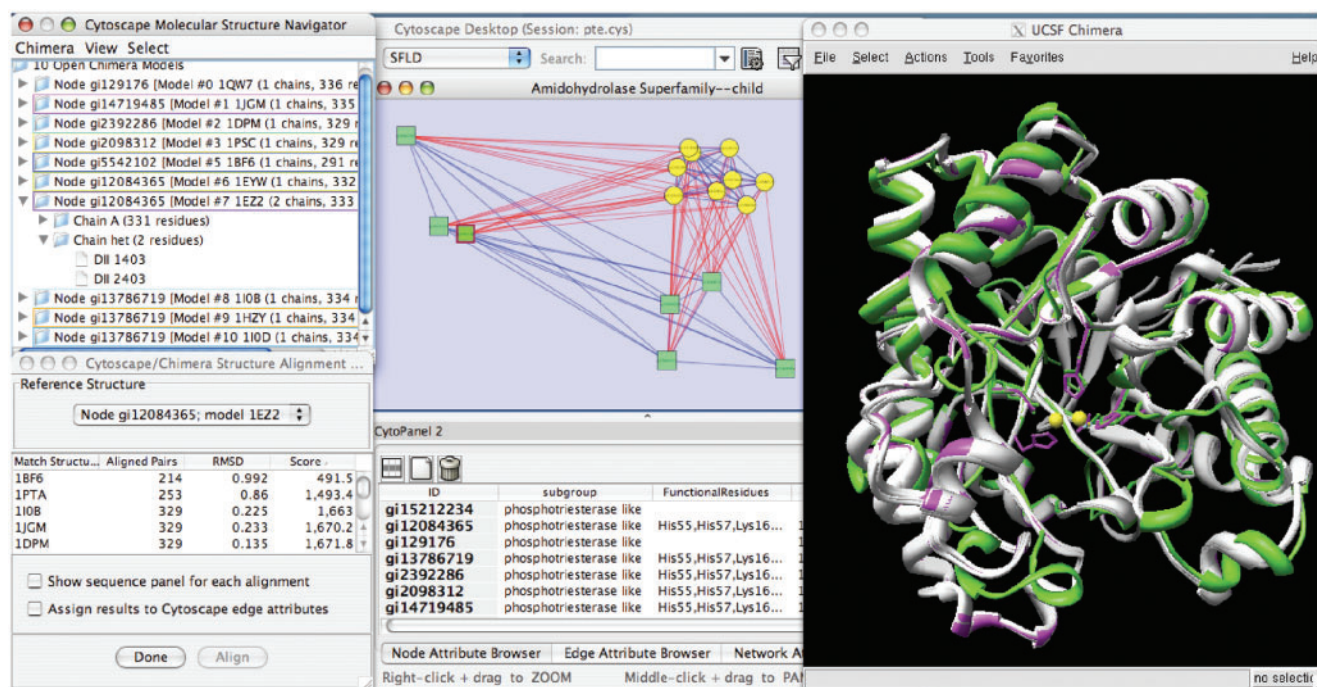 Cytoscape Molecular Structure Navigator
Chimera View Select
10 Open Chimera Models
Node gi129176 [Model #0 1QW7 (1 chains, 336 re
Node gi14719485 [Model #1 1JGM (1 chains, 335
Node gi2392286 [Model #2 1DPM (1 chains, 329 r
Node gi2098312 [Model #3 1PSC (1 chains, 329 re
Node gi5542102 [Model #5 1BF6 (1 chains, 291 re
Node gi12084365 [Model #6 1EYW (1 chains, 332
Node gi12084365 [Model #7 1EZ2 (2 chains, 333
Chain A (331 residues)
Chain het (2 residues)
DII 1403
DII 2403
Node gi13786719 [Model #8 1I0B (1 chains, 334 r
Node gi13786719 [Model #9 1HZY (1 chains, 334
Node gi13786719 [Model #10 1I0D (1 chains, 334
Cytoscape/Chimera Structure Alignment ...
Reference Structure
Node gi12084365; model 1EZ2
Match Structu... Aligned Pairs RMSD Score
1BF6 214 0.992 491.5
1PTA 253 0.86 1,493.4
1I0B 329 0.225 1,663
1JGM 329 0.233 1,670.2
1DPM 329 0.135 1,671.8
Show sequence panel for each alignment
Assign results to Cytoscape edge attributes
Done Align
Cytoscape Desktop (Session: pte.cys)
SFLD Search:
Amidohydrolase Superfamily--child
CytoPanel 2
ID subgroup FunctionalResidues
gi15212234 phosphotriesterase like
gi12084365 phosphotriesterase like His55,His57,Lys16... 1
gi129176 phosphotriesterase like 1
gi13786719 phosphotriesterase like His55,His57,Lys16... 1
gi2392286 phosphotriesterase like His55,His57,Lys16... 1
gi2098312 phosphotriesterase like His55,His57,Lys16... 1
gi14719485 phosphotriesterase like His55,His57,Lys16... 1
Node Attribute Browser Edge Attribute Browser Network At
Right-click + drag to ZOOM Middle-click + drag to PAN
UCSF Chimera
File Select Actions Tools Favorites Help
no selectio